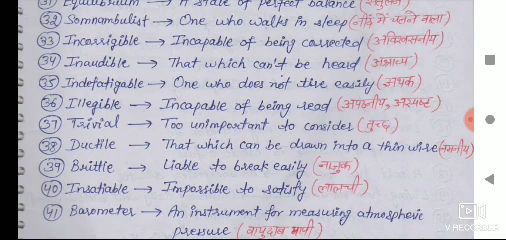 (31) Equilibrium → A state of perfect balance (संतुलन)
(32) Somnambulist → One who walks in sleep (नींद में चलने वाला)
(33) Incorrigible → Incapable of being corrected
(34) Inaudible → That which can't be heard (अश्राव्य)
(35) Indefatigable → One who does not tire easily (अथक)
(36) Illegible → Incapable of being read (अपठनीय, अस्पष्ट)
(37) Trivial → Too unimportant to consider (तुच्छ)
(38) Ductile → That which can be drawn into a thin wire (नमनीय)
(39) Brittle → Liable to break easily (नाजुक)
(40) Insatiable → Impossible to satisfy (लालची)
(41) Barometer → An instrument for measuring atmospheric
pressure (वायुदाब मापी)
V.RECORDER